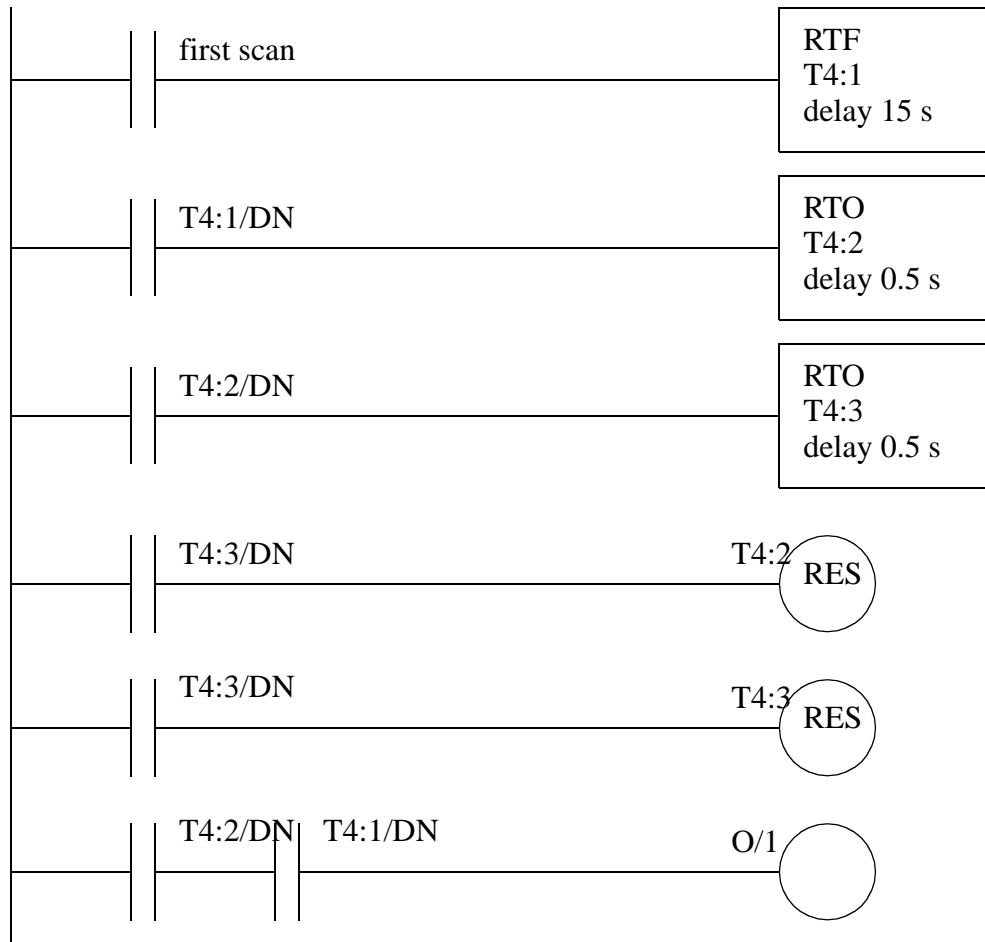 first scan
RTF
T4:1
delay 15 s
T4:1/DN
RTO
T4:2
delay 0.5 s
T4:2/DN
RTO
T4:3
delay 0.5 s
T4:3/DN
T4:2
RES
T4:3/DN
T4:3
RES
T4:2/DN
T4:1/DN
O/1